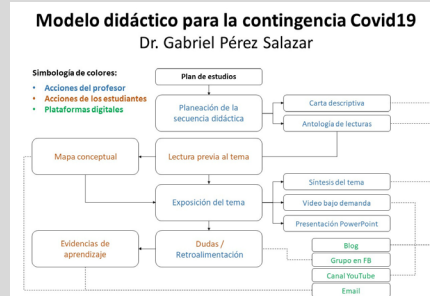 Modelo didáctico para la contingencia Covid19
Dr. Gabriel Pérez Salazar
Simbología de colores:
• Acciones del profesor
• Acciones de los estudiantes
• Plataformas digitales
Plan de estudios
Planeación de la
secuencia didáctica
Carta descriptiva
Antología de lecturas
Mapa conceptual
Lectura previa al tema
Exposición del tema
Síntesis del tema
Video bajo demanda
Presentación PowerPoint
Evidencias de
aprendizaje
Dudas /
Retroalimentación
Blog
Grupo en FB
Canal YouTube
Email